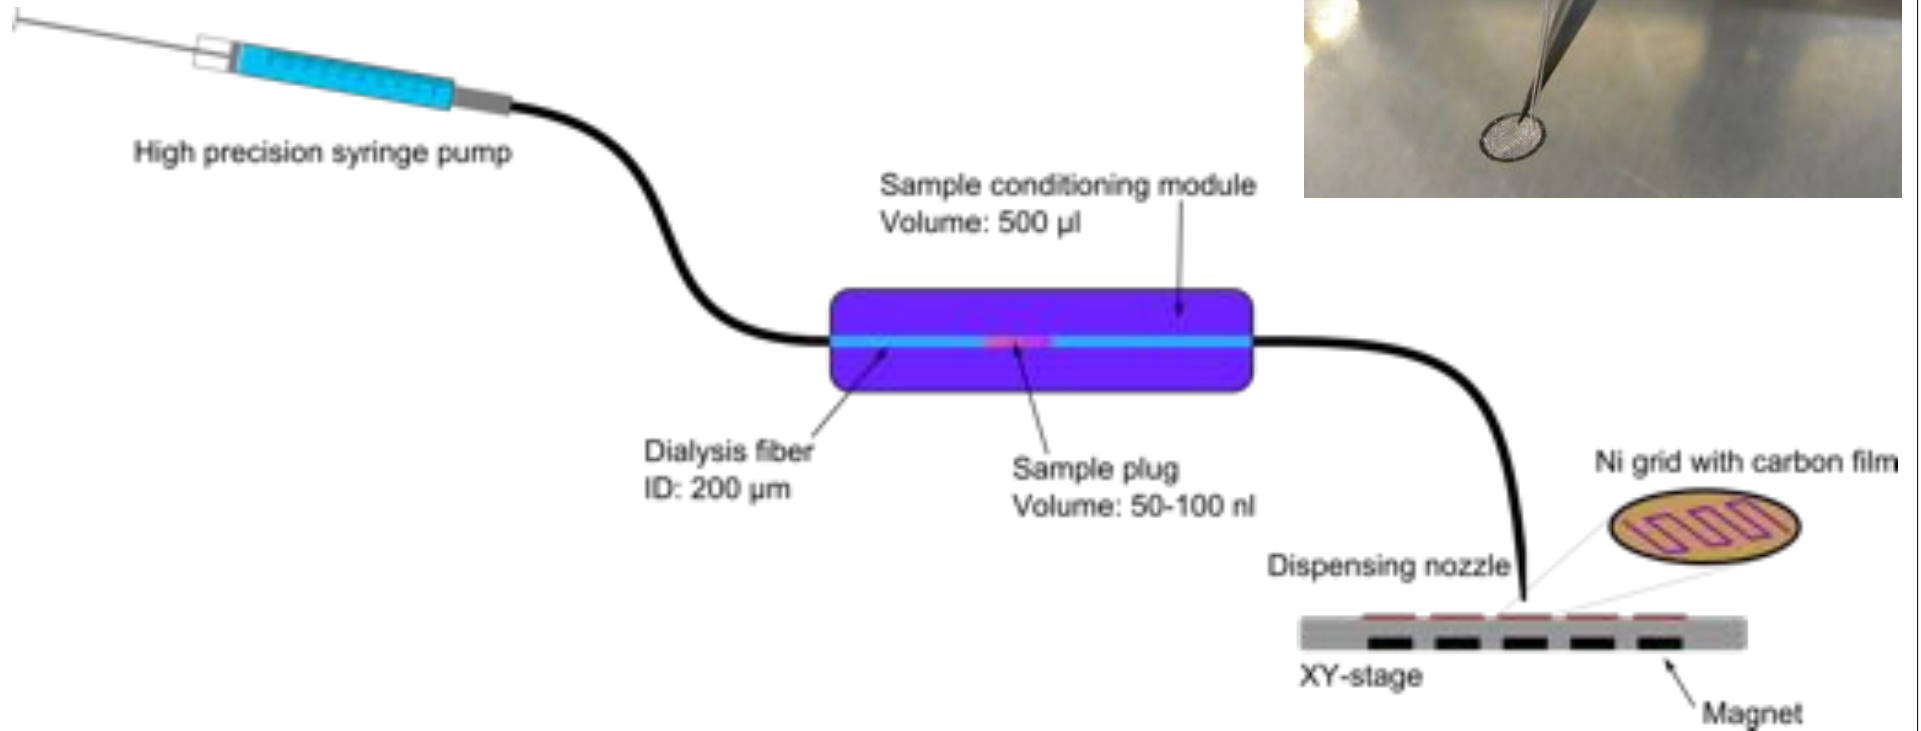 High precision syringe pump
Sample conditioning module
Volume: 500 µl
Dialysis fiber
ID: 200 µm
Sample plug
Volume: 50-100 nl
Ni grid with carbon film
Dispensing nozzle
XY-stage
Magnet